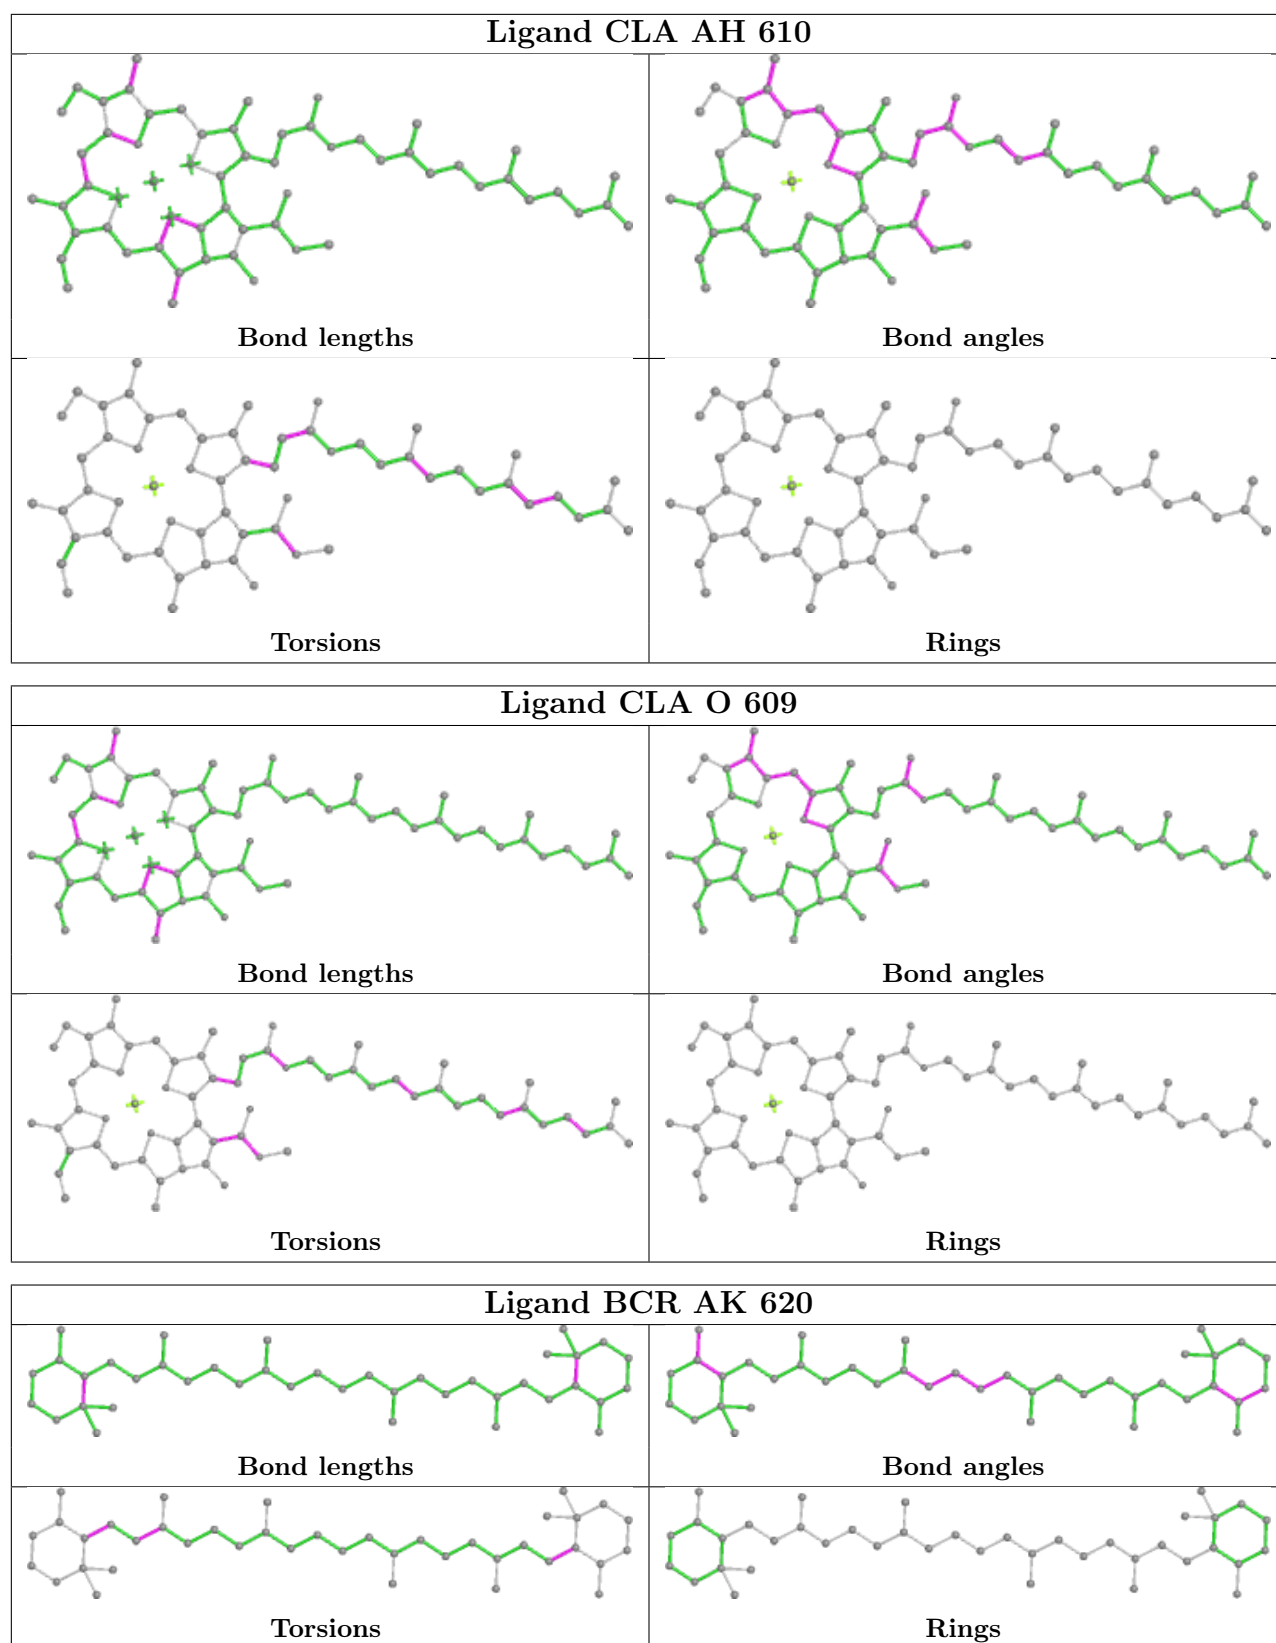 Ligand CLA AH 610
Bond lengths
Bond angles
Torsions
Rings
Ligand CLA O 609
Bond lengths
Bond angles
Torsions
Rings
Ligand BCR AK 620
Bond lengths
Bond angles
Torsions
Rings